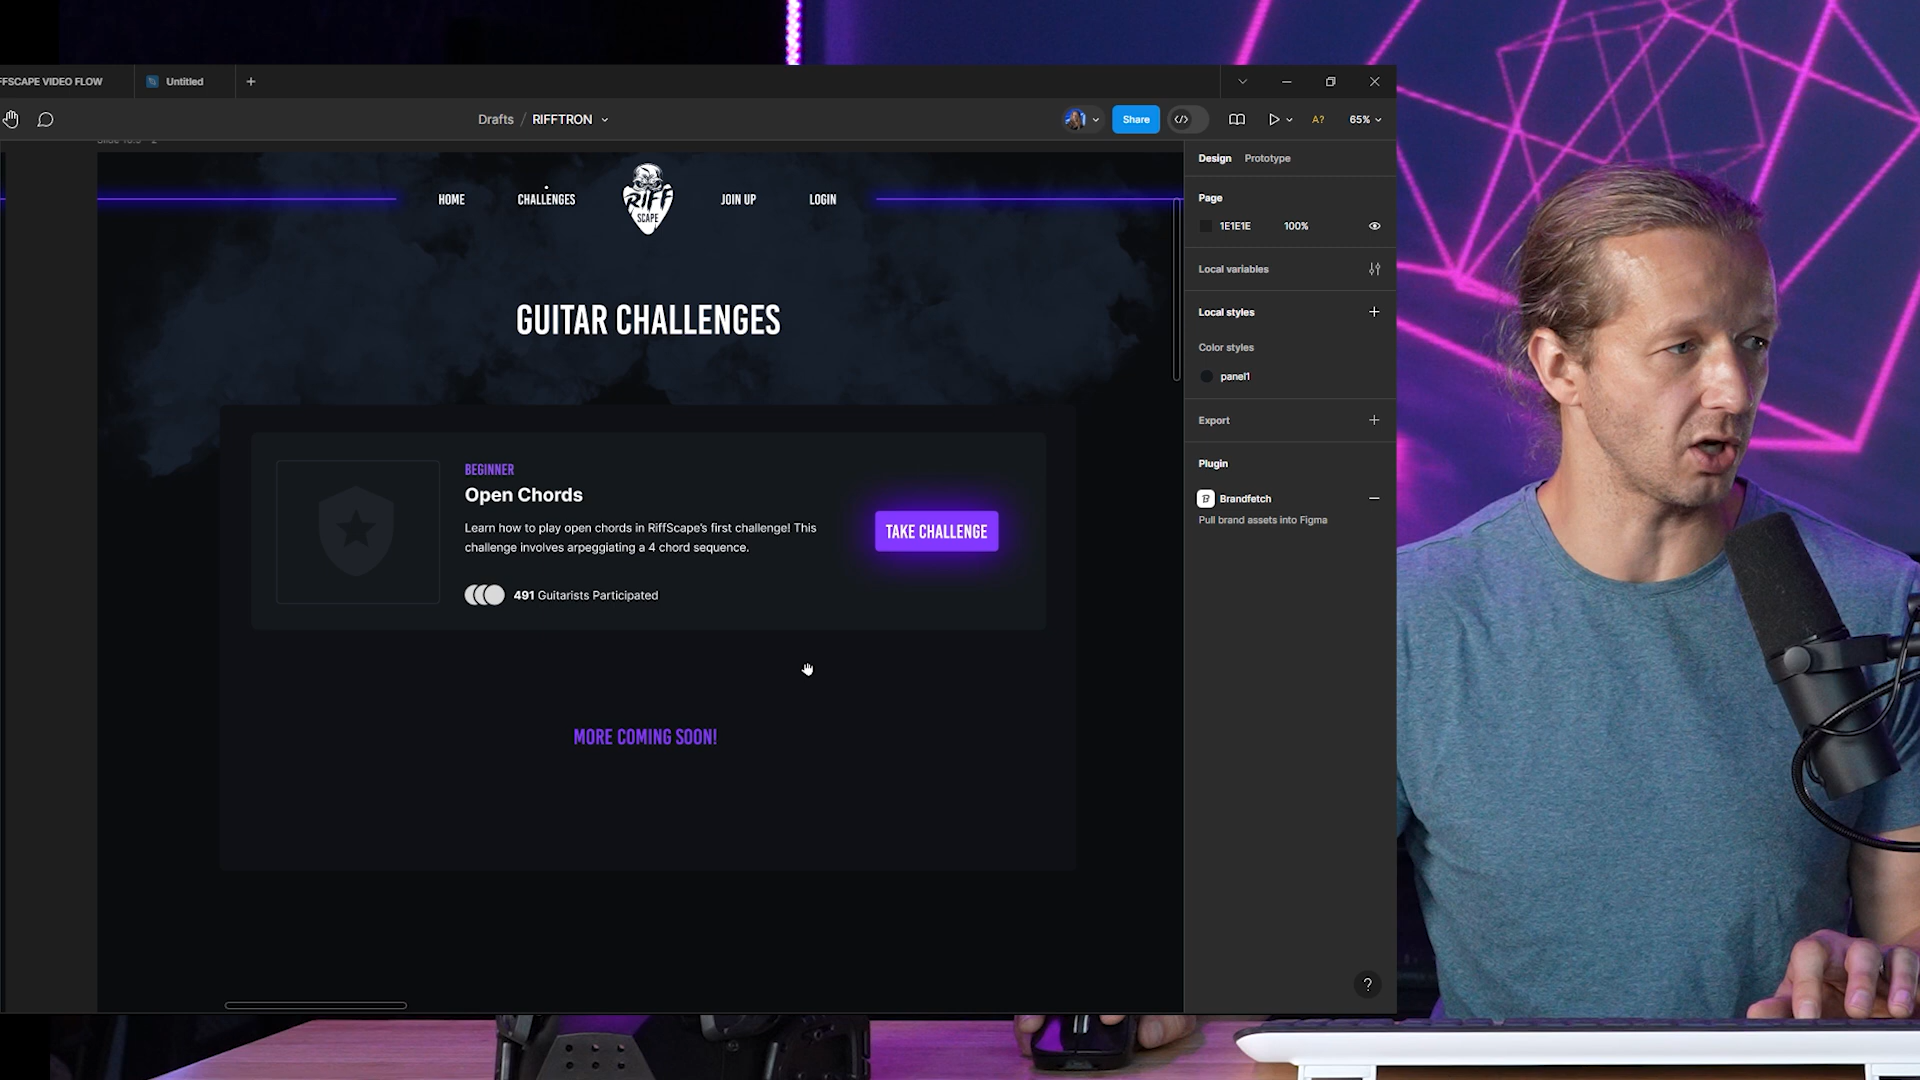 FFSCAPE VIDEO FLOW
Untitled
Drafts / RIFFTRON
Share
A?
65%
HOME
CHALLENGES
RIFF
SCAPE
JOIN UP
LOGIN
GUITAR CHALLENGES
BEGINNER
Open Chords
Learn how to play open chords in RiffScape's first challenge! This
challenge involves arpeggiating a 4 chord sequence.
491 Guitarists Participated
TAKE CHALLENGE
MORE COMING SOON!
Design Prototype
Page
1E1E1E 100%
Local variables
Local styles
Color styles
panel1
Export
Plugin
Brandfetch
Pull brand assets into Figma
?